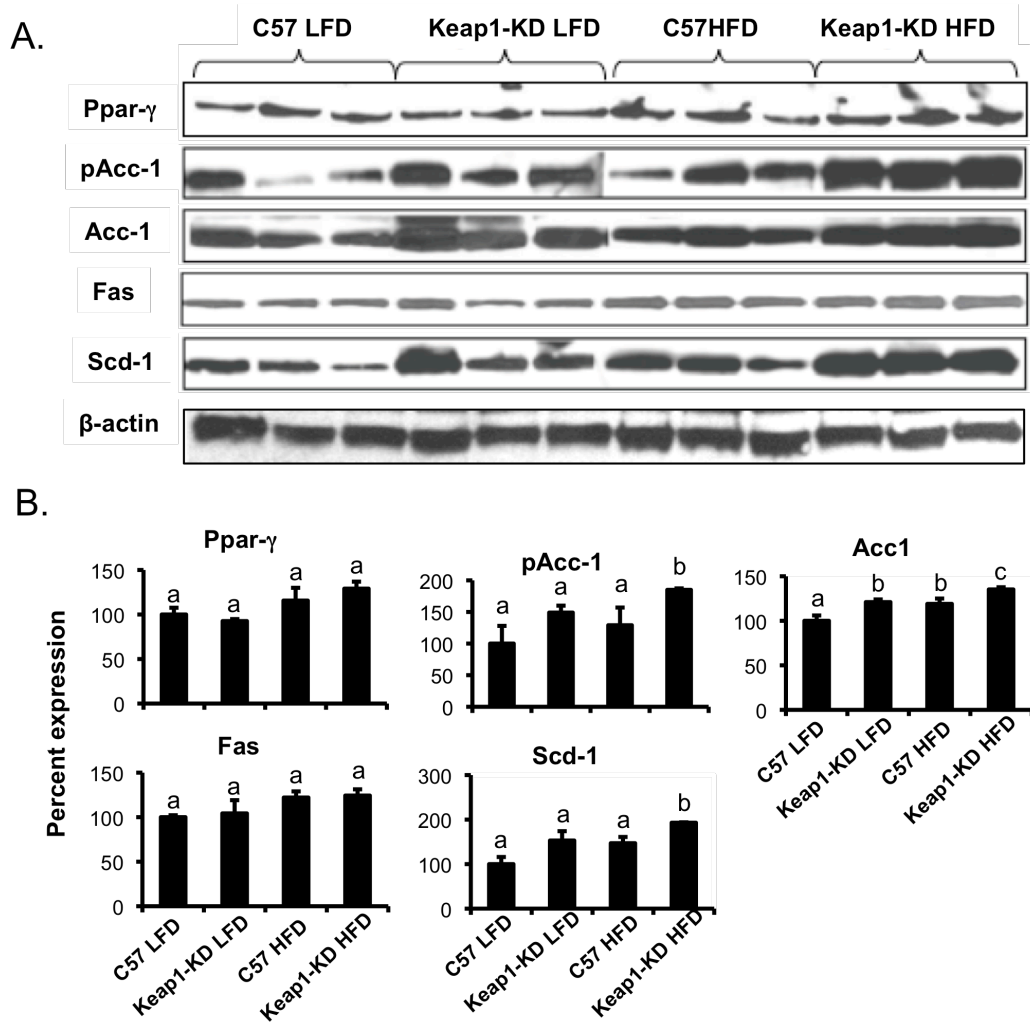 A.
C57 LFD Keap1-KD LFD C57HFD Keap1-KD HFD
Ppar-γ
pAcc-1
Acc-1
Fas
Scd-1
β-actin
B.
Percent expression
Ppar-γ
150
100
50
0
a a a a
pAcc-1
200
150
100
50
0
a a a b
Acc1
150
100
50
0
a b b c
C57 LFD
Keap1-KD LFD
C57 HFD
Keap1-KD HFD
Fas
150
100
50
0
a a a a
C57 LFD
Keap1-KD LFD
C57 HFD
Keap1-KD HFD
Scd-1
300
200
100
0
a a a b
C57 LFD
Keap1-KD LFD
C57 HFD
Keap1-KD HFD